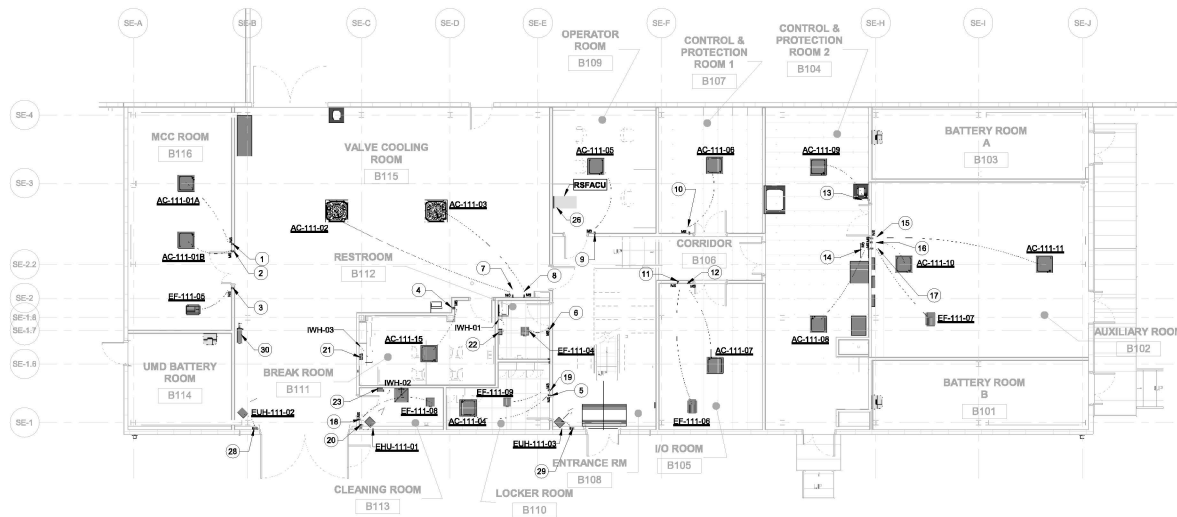 SE-A
SE-B
SE-C
SE-D
SE-E
SE-F
SE-H
SE-I
SE-J
OPERATOR
ROOM
B109
CONTROL &
PROTECTION
ROOM 1
B107
CONTROL &
PROTECTION
ROOM 2
B104
SE-4
SE-3
SE-2.2
SE-2
SE-1.8
SE-1.7
SE-1.6
SE-1
MCC ROOM
B116
VALVE COOLING
ROOM
B115
BATTERY ROOM
A
B103
AC-111-05
AC-111-06
AC-111-09
AC-111-01A
AC-111-02
AC-111-03
RSFACU
26
10
13
1
2
AC-111-01B
9
CORRIDOR
B106
15
16
14
AC-111-10
AC-111-11
17
RESTROOM
B112
7
8
11
12
3
4
EF-111-05
IWH-03
IWH-01
6
EF-111-07
30
21
AC-111-15
22
EF-111-04
AC-111-08
AUXILIARY ROOM
B102
AC-111-07
UMD BATTERY
ROOM
B114
BREAK ROOM
B111
IWH-02
23
EF-111-09
19
5
BATTERY ROOM
B
B101
EUH-111-02
18
20
EF-111-08
AC-111-04
EF-111-06
28
EHU-111-01
EUH-111-03
29
ENTRANCE RM
B108
I/O ROOM
B105
CLEANING ROOM
B113
LOCKER ROOM
B110
UP